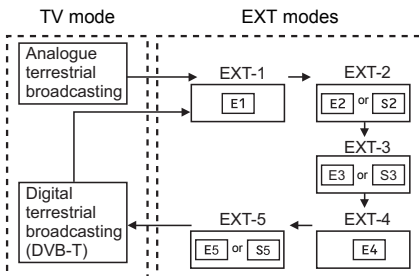 TV mode
EXT modes
Analogue
terrestrial
broadcasting
EXT-1
E1
EXT-2
E2 or S2
EXT-3
E3 or S3
EXT-4
E4
EXT-5
E5 or S5
Digital
terrestrial
broadcasting
(DVB-T)